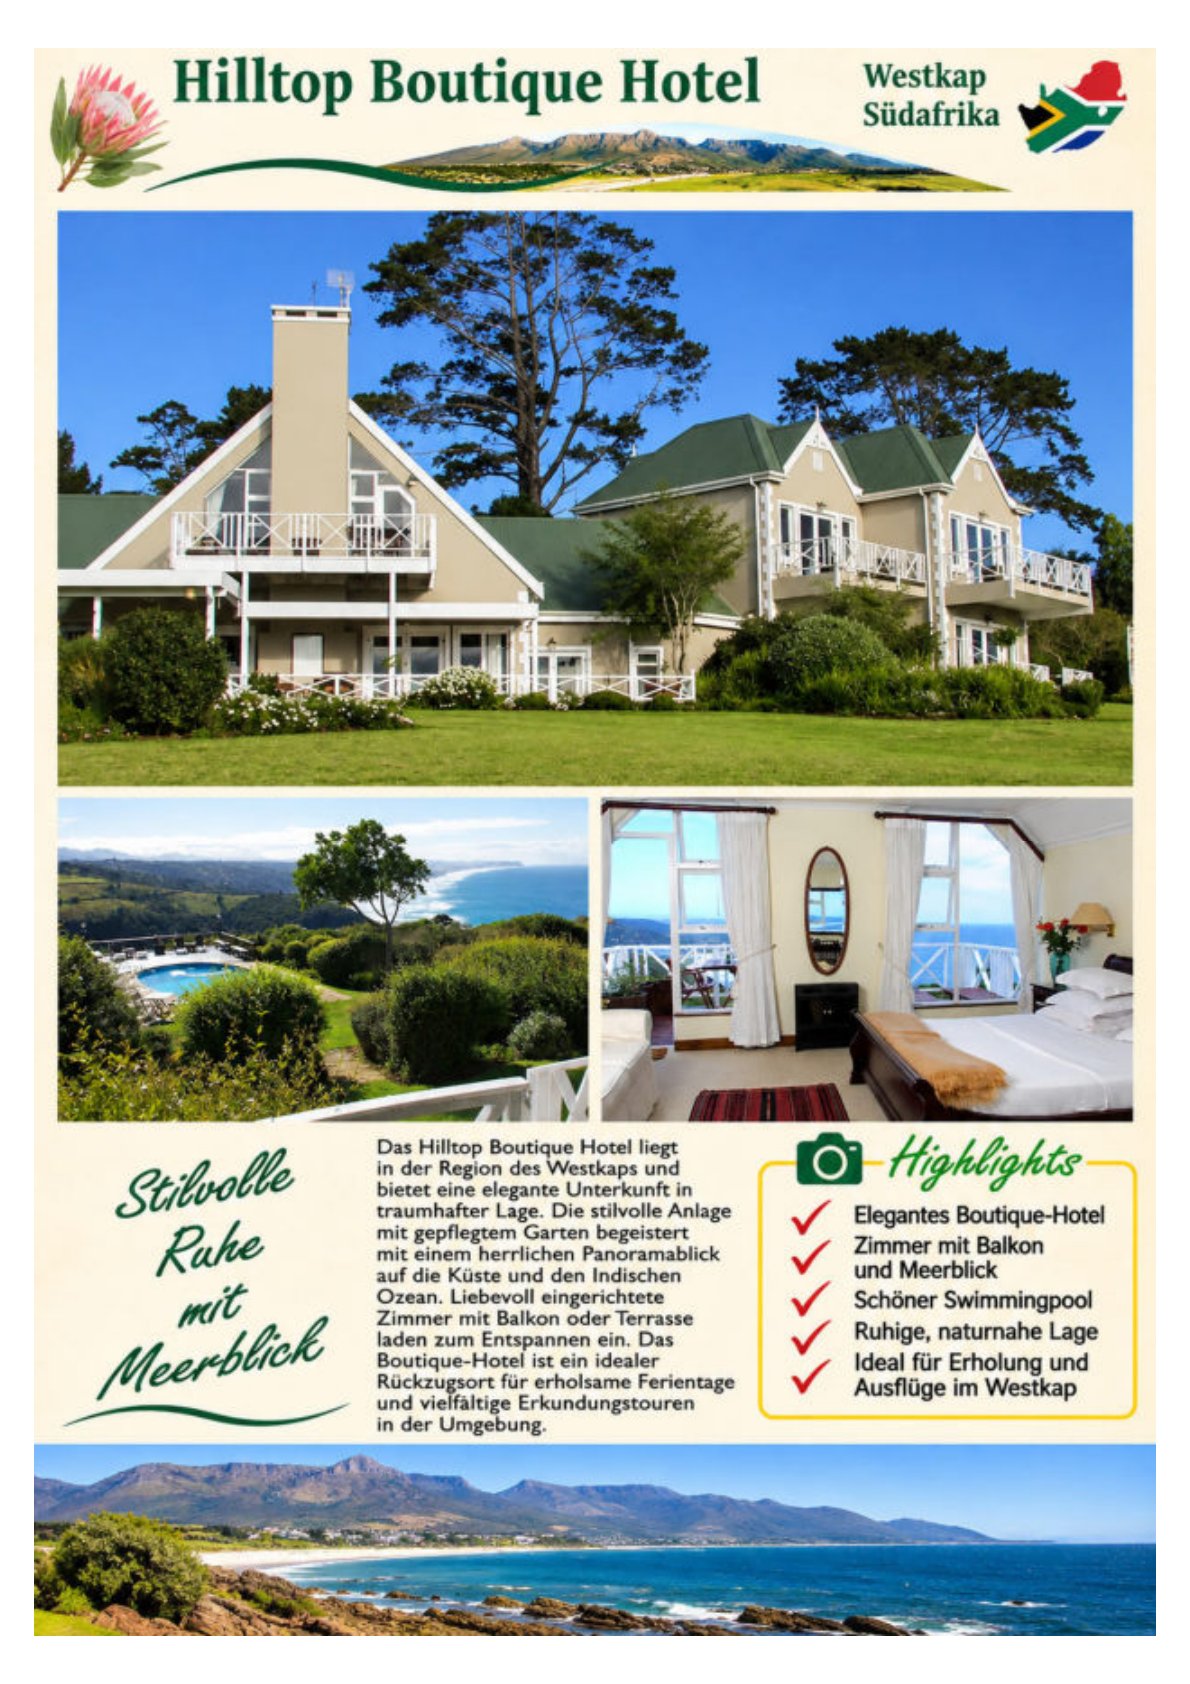 Hilltop Boutique Hotel
Westkap
Südafrika
Stilvolle
Ruhe
mit
Meerblick
Das Hilltop Boutique Hotel liegt
in der Region des Westkaps und
bietet eine elegante Unterkunft in
traumhafter Lage. Die stilvolle Anlage
mit gepflegtem Garten begeistert
mit einem herrlichen Panoramablick
auf die Küste und den Indischen
Ozean. Liebevoll eingerichtete
Zimmer mit Balkon oder Terrasse
laden zum Entspannen ein. Das
Boutique-Hotel ist ein idealer
Rückzugsort für erholsame Ferientage
und vielfältige Erkundungstouren
in der Umgebung.
Highlights
Elegantes Boutique-Hotel
Zimmer mit Balkon
und Meerblick
Schöner Swimmingpool
Ruhige, naturnahe Lage
Ideal für Erholung und
Ausflüge im Westkap